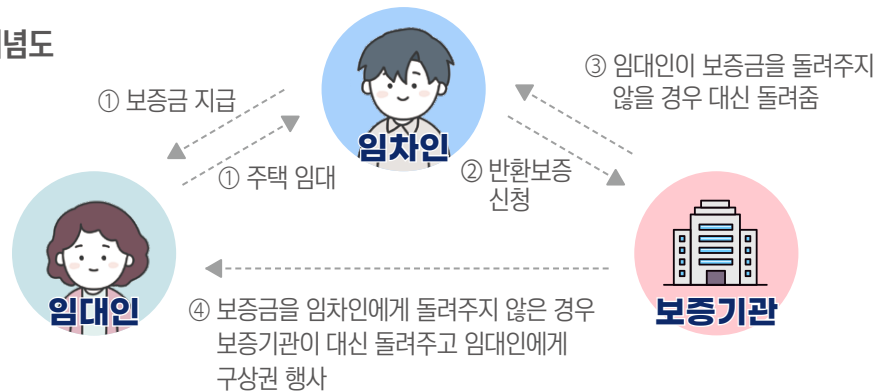 념도
① 보증금 지급
① 주택 임대
임차인
② 반환보증
신청
③ 임대인이 보증금을 돌려주지
않을 경우 대신 돌려줌
임대인
보증기관
④ 보증금을 임차인에게 돌려주지 않은 경우
보증기관이 대신 돌려주고 임대인에게
구상권 행사